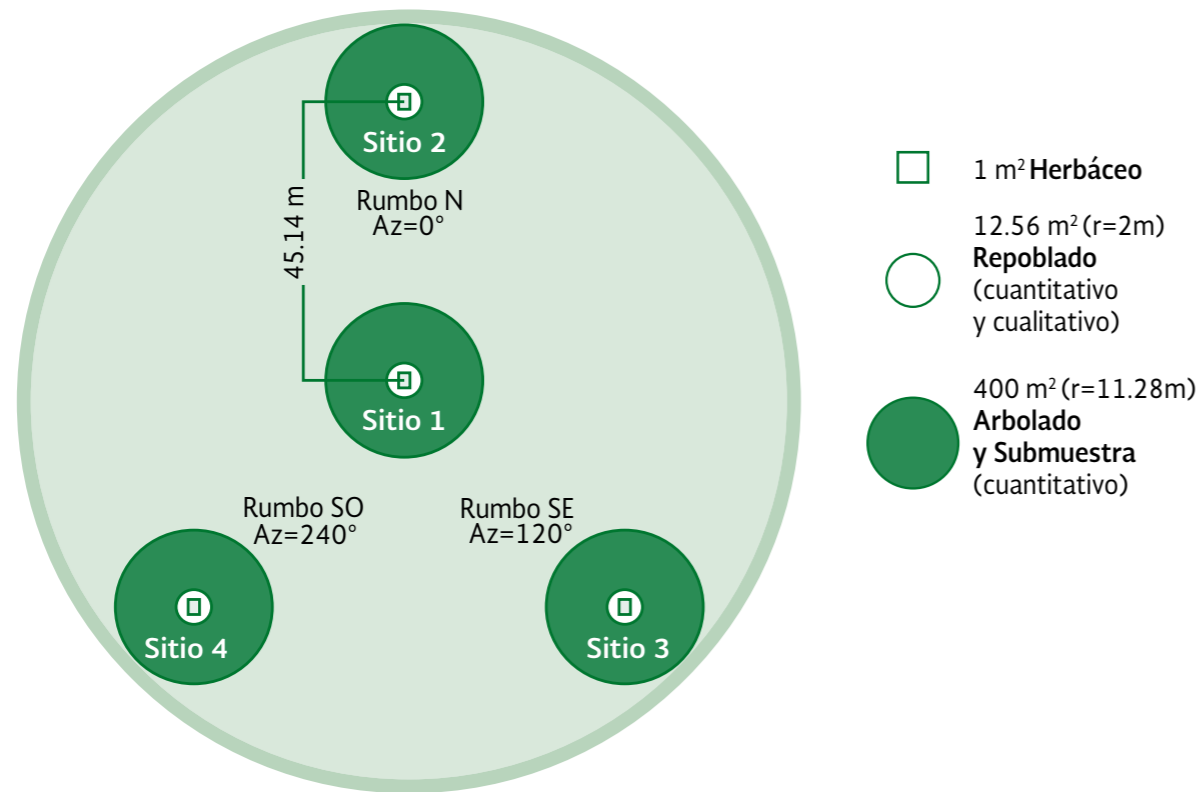 Sitio 2
Rumbo N
Az=0°
45.14 m
Sitio 1
Rumbo SO
Az=240°
Rumbo SE
Az=120°
Sitio 4
Sitio 3
1 m² Herbáceo
12.56 m² (r=2m)
Repoblado
(cuantitativo
y cualitativo)
400 m² (r=11.28m)
Arbolado
y Submuestra
(cuantitativo)